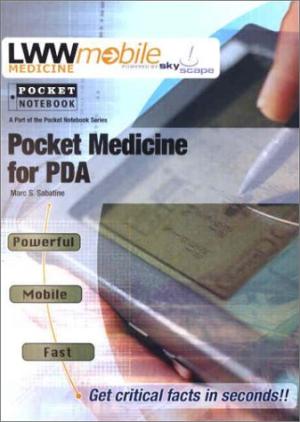 LWWmobile
MEDICINE
POWERED BY skyscape
POCKET
NOTEBOOK
A Part of the Pocket Notebook Series
Pocket Medicine
for PDA
Marc S. Sabatine
Powerful
Mobile
Fast
Get critical facts in seconds!!